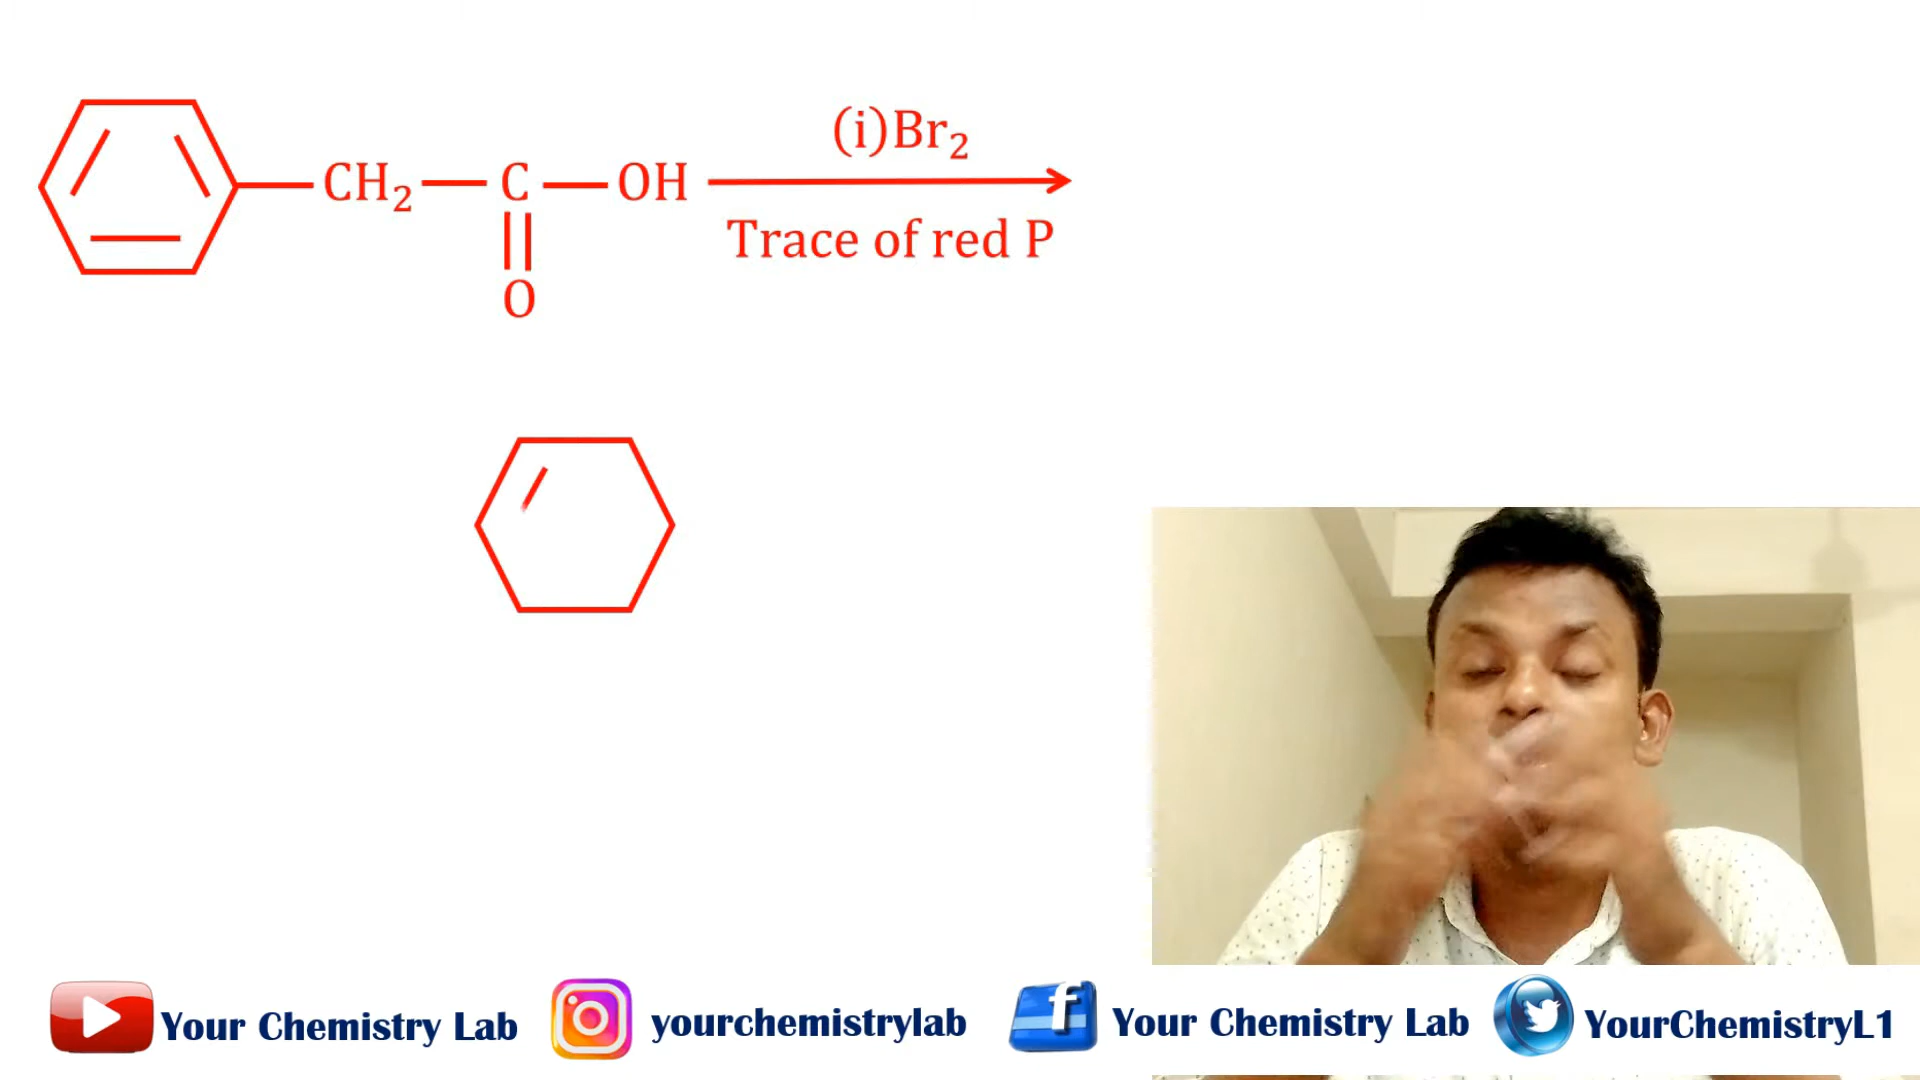 (i)Br₂
CH₂ — C — OH
Trace of red P
O
Your Chemistry Lab
yourchemistrylab
Your Chemistry Lab
YourChemistryL1